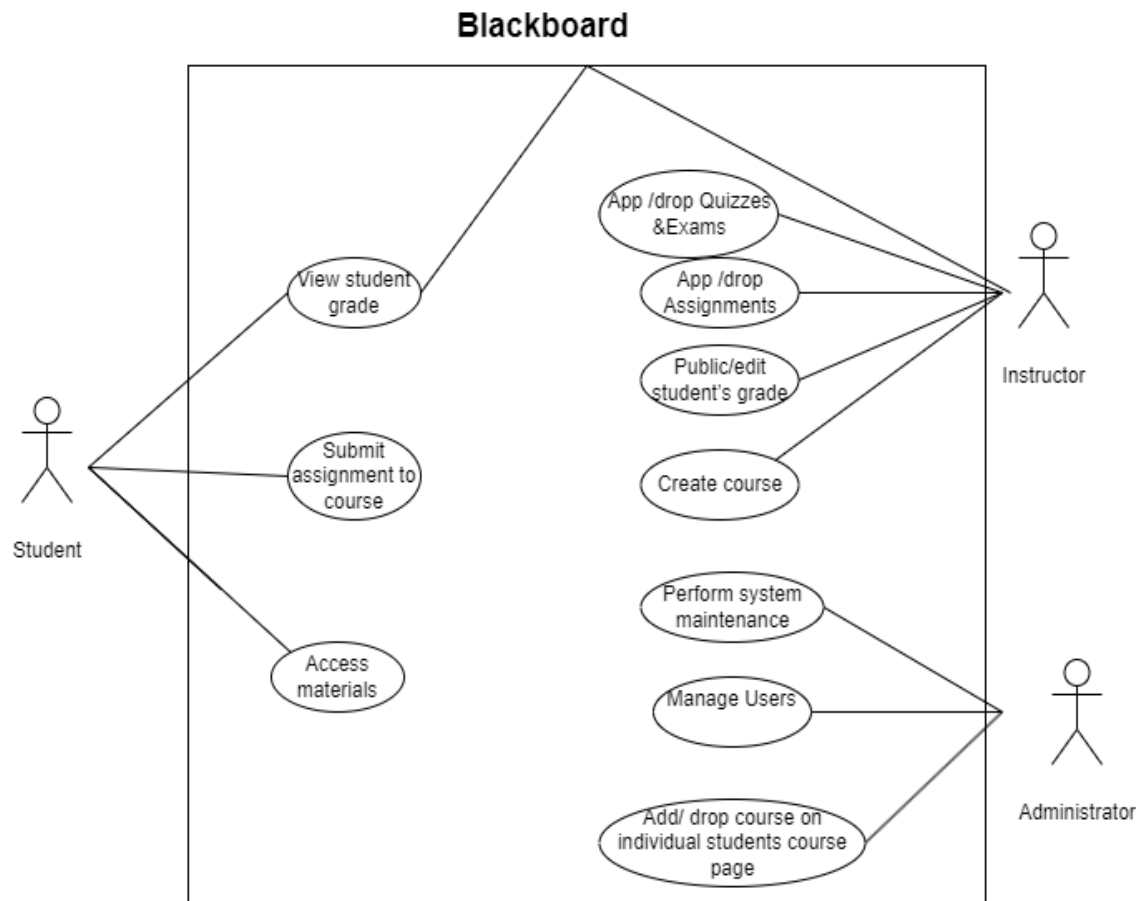 Blackboard
App /drop Quizzes
&Exams
View student
grade
App /drop
Assignments
Public/edit
student's grade
Instructor
Submit
assignment to
course
Create course
Student
Perform system
maintenance
Access
materials
Manage Users
Add/ drop course on
individual students course
page
Administrator